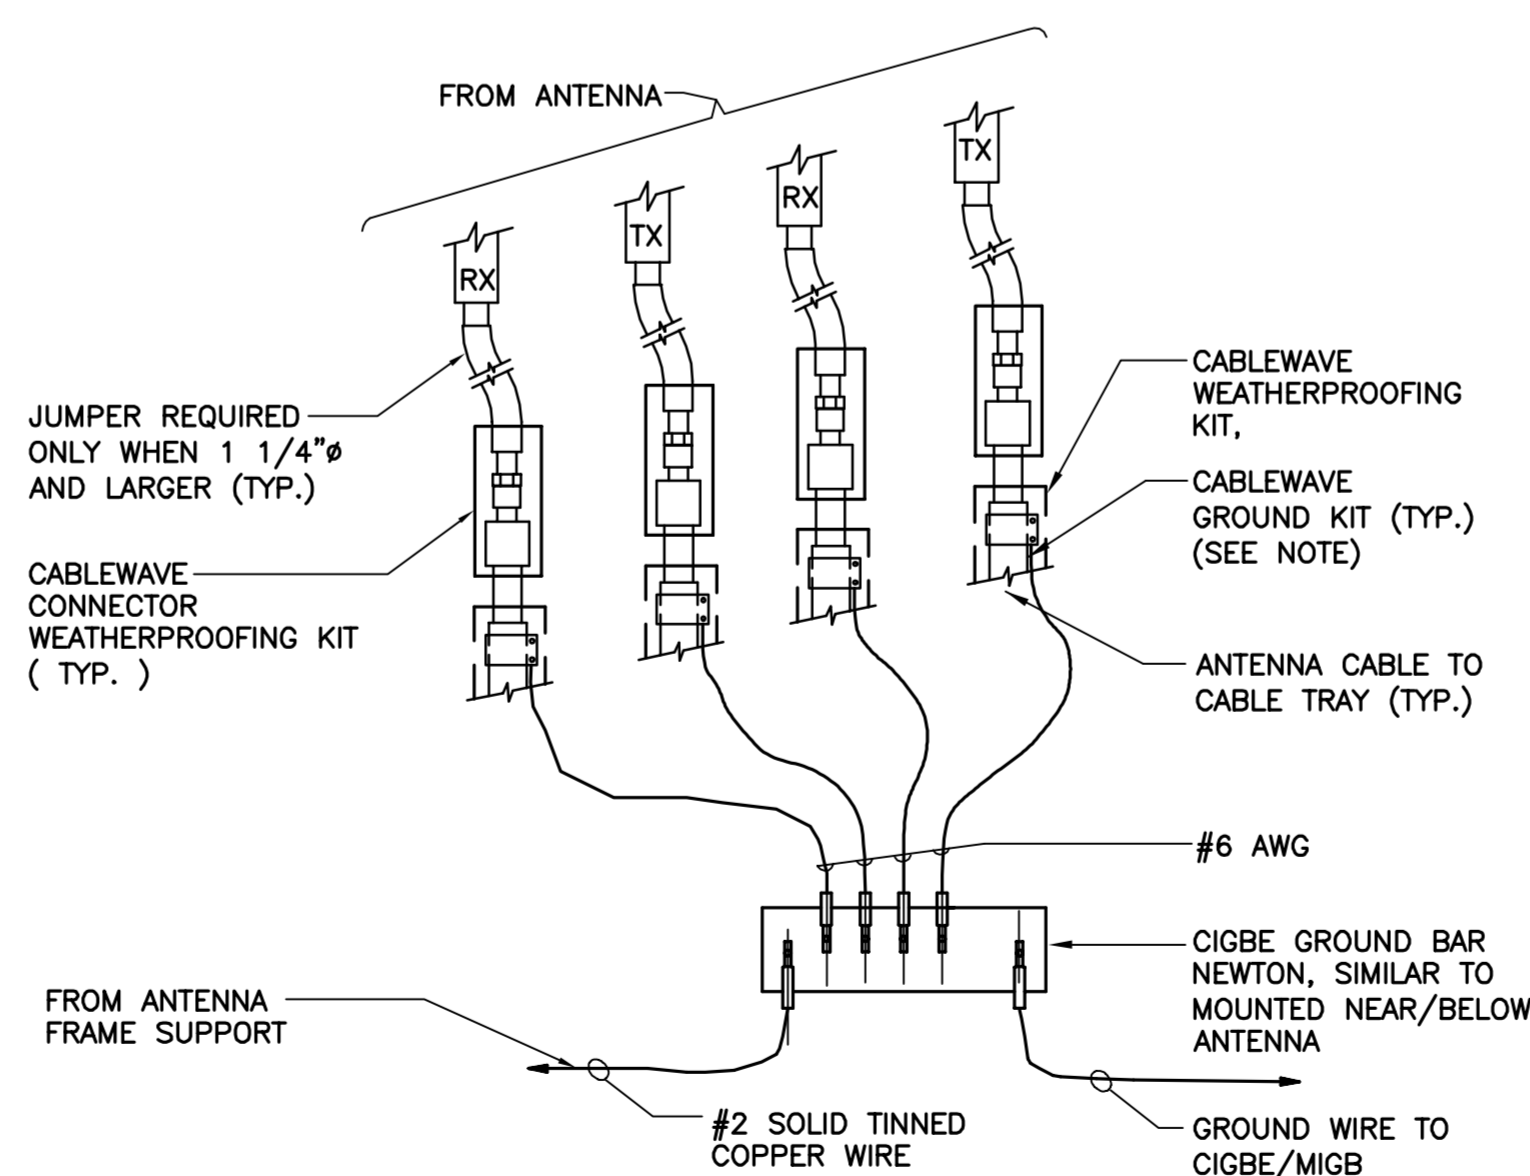 FROM ANTENNA
TX
RX
TX
RX
JUMPER REQUIRED
ONLY WHEN 1 1/4"ø
AND LARGER (TYP.)
CABLEWAVE
CONNECTOR
WEATHERPROOFING KIT
( TYP. )
CABLEWAVE
WEATHERPROOFING
KIT,
CABLEWAVE
GROUND KIT (TYP.)
(SEE NOTE)
ANTENNA CABLE TO
CABLE TRAY (TYP.)
#6 AWG
CIGBE GROUND BAR
NEWTON, SIMILAR TO
MOUNTED NEAR/BELOW
ANTENNA
FROM ANTENNA
FRAME SUPPORT
#2 SOLID TINNED
COPPER WIRE
GROUND WIRE TO
CIGBE/MIGB